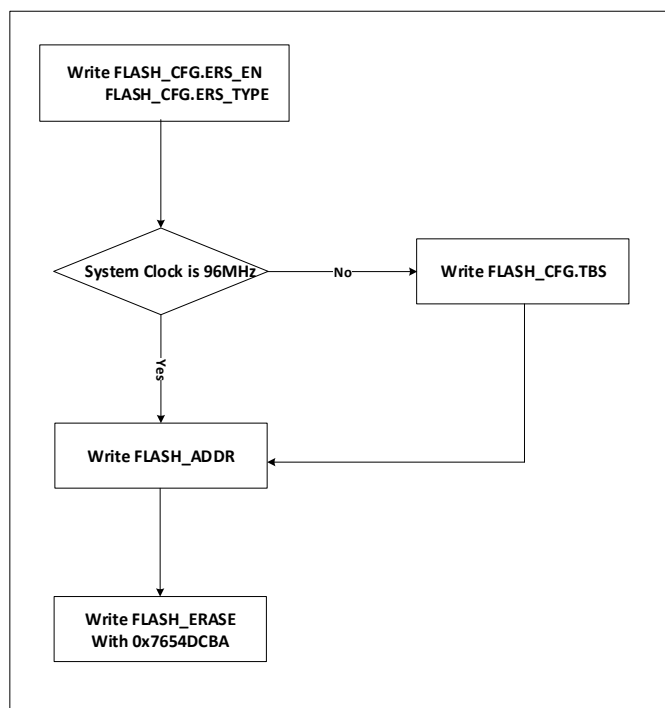 Write FLASH_CFG.ERS_EN
FLASH_CFG.ERS_TYPE
System Clock is 96MHz
No
Write FLASH_CFG.TBS
Yes
Write FLASH_ADDR
Write FLASH_ERASE
With 0x7654DCBA